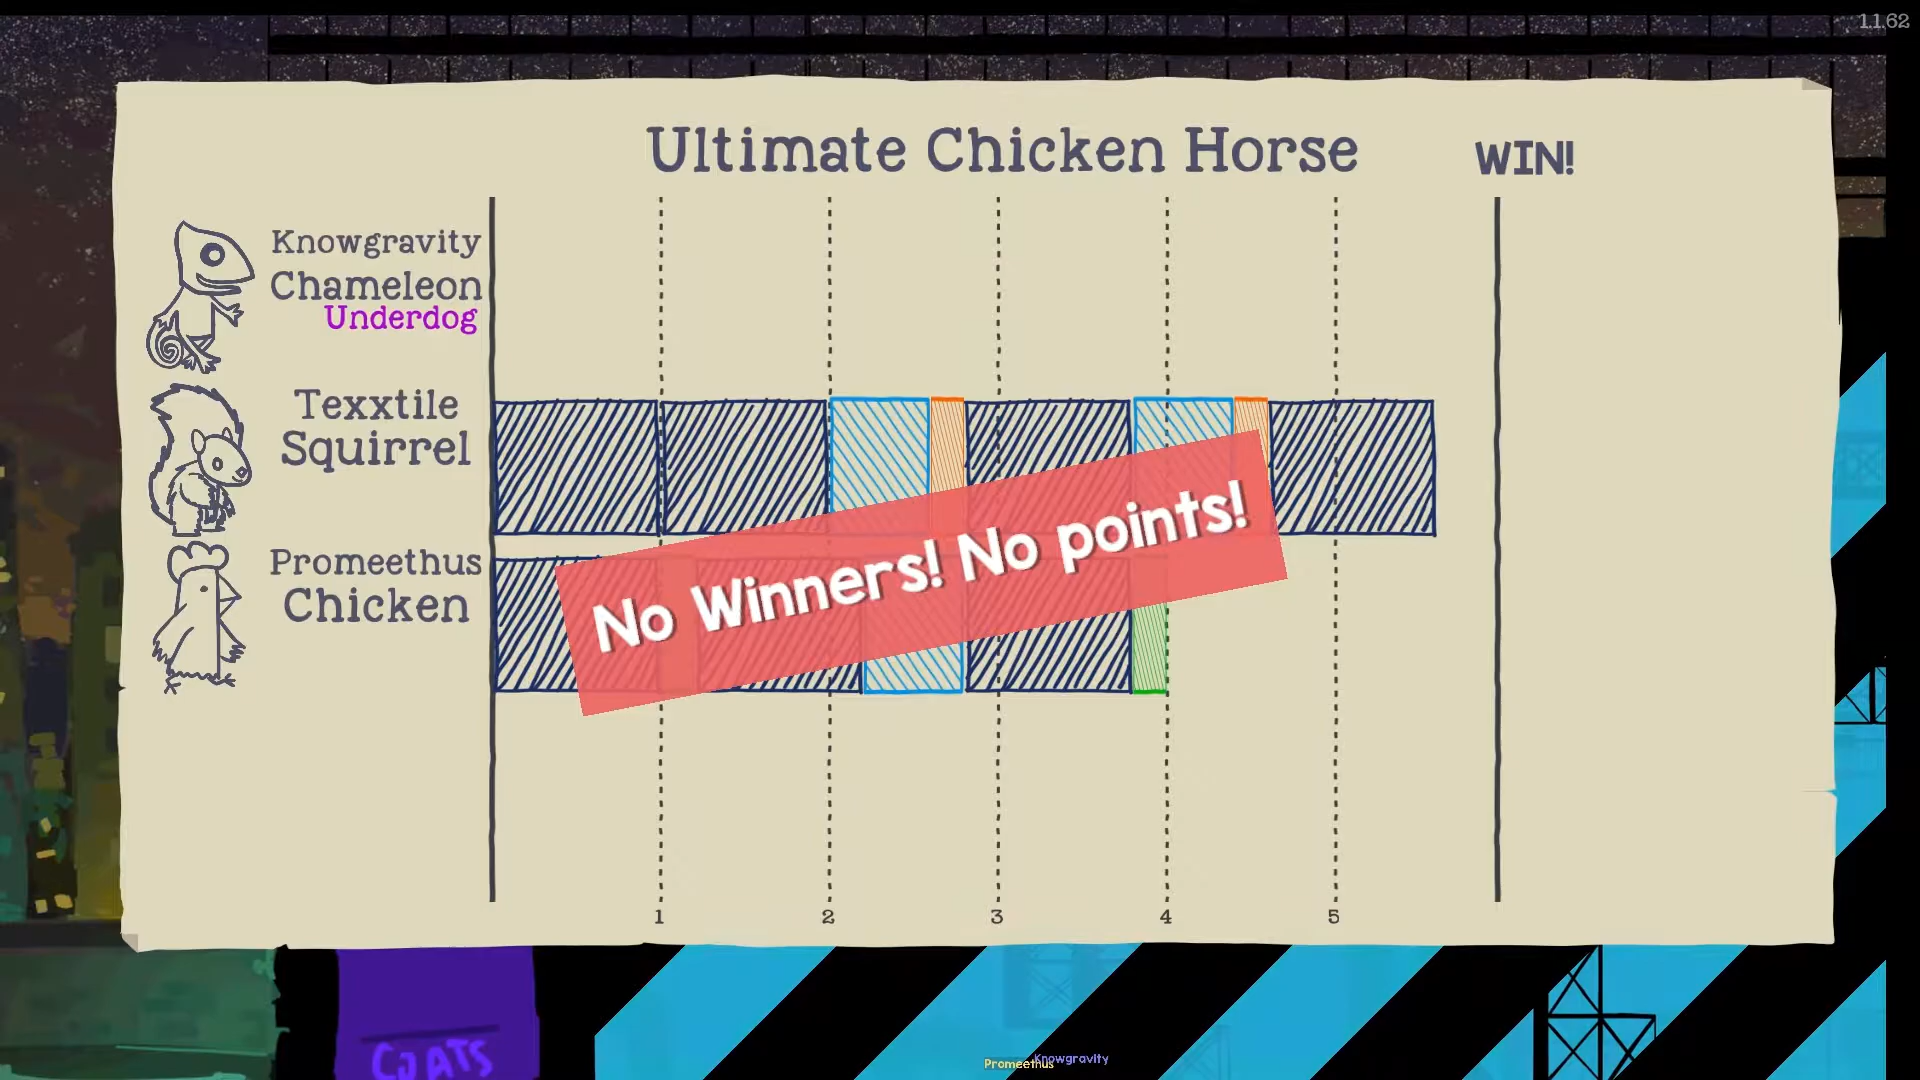 1.1.62
Ultimate Chicken Horse
WIN!
Knowgravity
Chameleon
Underdog
Texxtile
Squirrel
Promeethus
Chicken
No Winners! No points!
1 2 3 4 5
COATS
Promeethus
Knowgravity